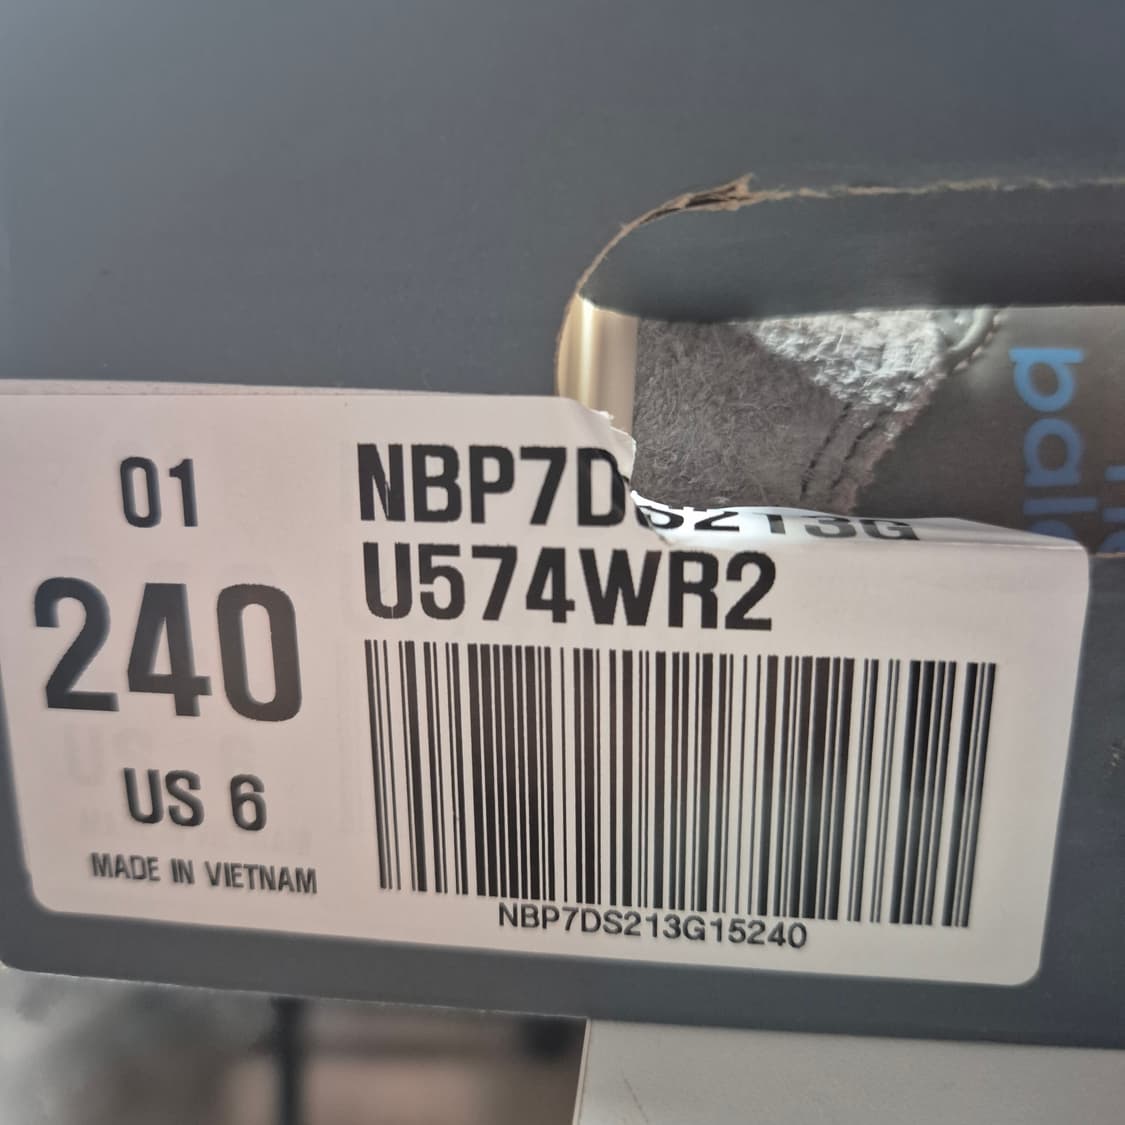 01
240
US 6
MADE IN VIETNAM
NBP7DS213G
U574WR2
NBP7DS213G15240